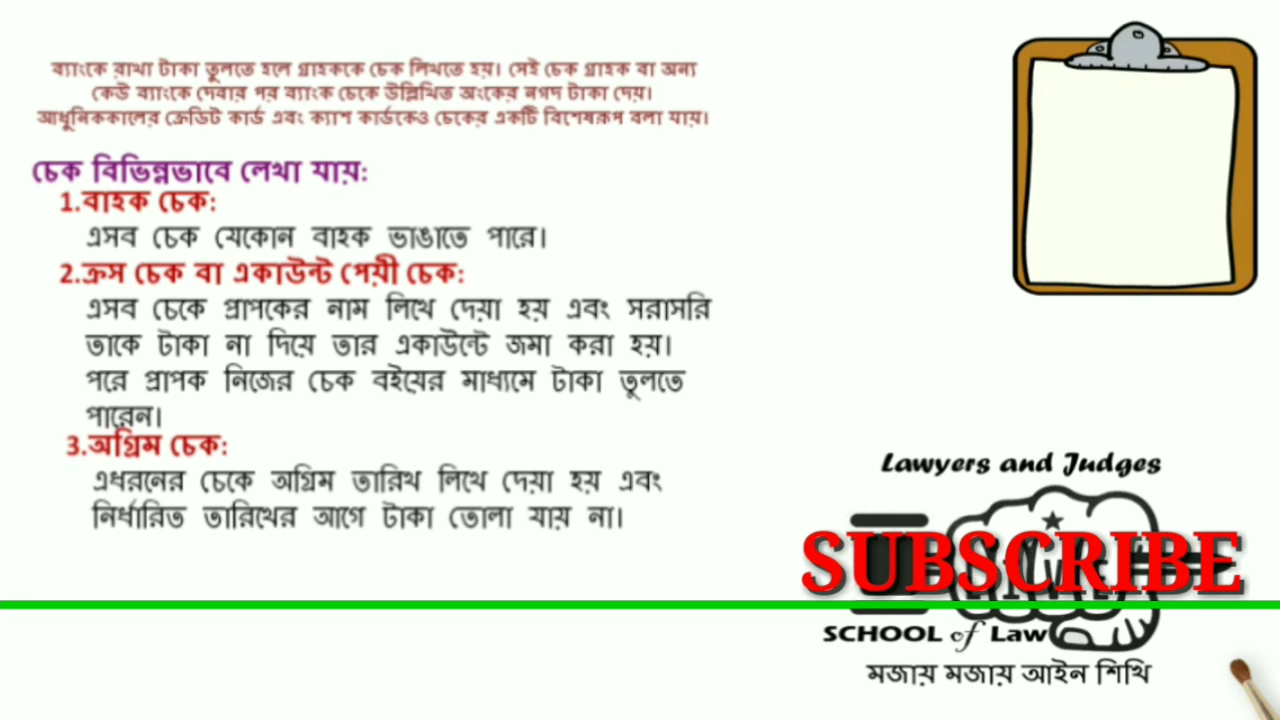 ব্যাংকে রাখা টাকা তুলতে হলে গ্রাহককে চেক লিখতে হয়। সেই চেক গ্রাহক বা অন্য
কেউ ব্যাংকে দেবার পর ব্যাংক চেকে উল্লিখিত অংকের নগদ টাকা দেয়।
আধুনিককালের ক্রেডিট কার্ড এবং ক্যাশ কার্ডকেও চেকের একটি বিশেষরূপ বলা যায়।
চেক বিভিন্নভাবে লেখা যায়:
1.বাহক চেক:
এসব চেক যেকোন বাহক ভাঙাতে পারে।
2.ক্রস চেক বা একাউন্ট পেয়ী চেক:
এসব চেকে প্রাপকের নাম লিখে দেয়া হয় এবং সরাসরি
তাকে টাকা না দিয়ে তার একাউন্টে জমা করা হয়।
পরে প্রাপক নিজের চেক বইয়ের মাধ্যমে টাকা তুলতে
পারেন।
3.অগ্রিম চেক:
এধরনের চেকে অগ্রিম তারিখ লিখে দেয়া হয় এবং
নির্ধারিত তারিখের আগে টাকা তোলা যায় না।
Lawyers and Judges
SUBSCRIBE
SCHOOL of Law
মজায় মজায় আইন শিখি